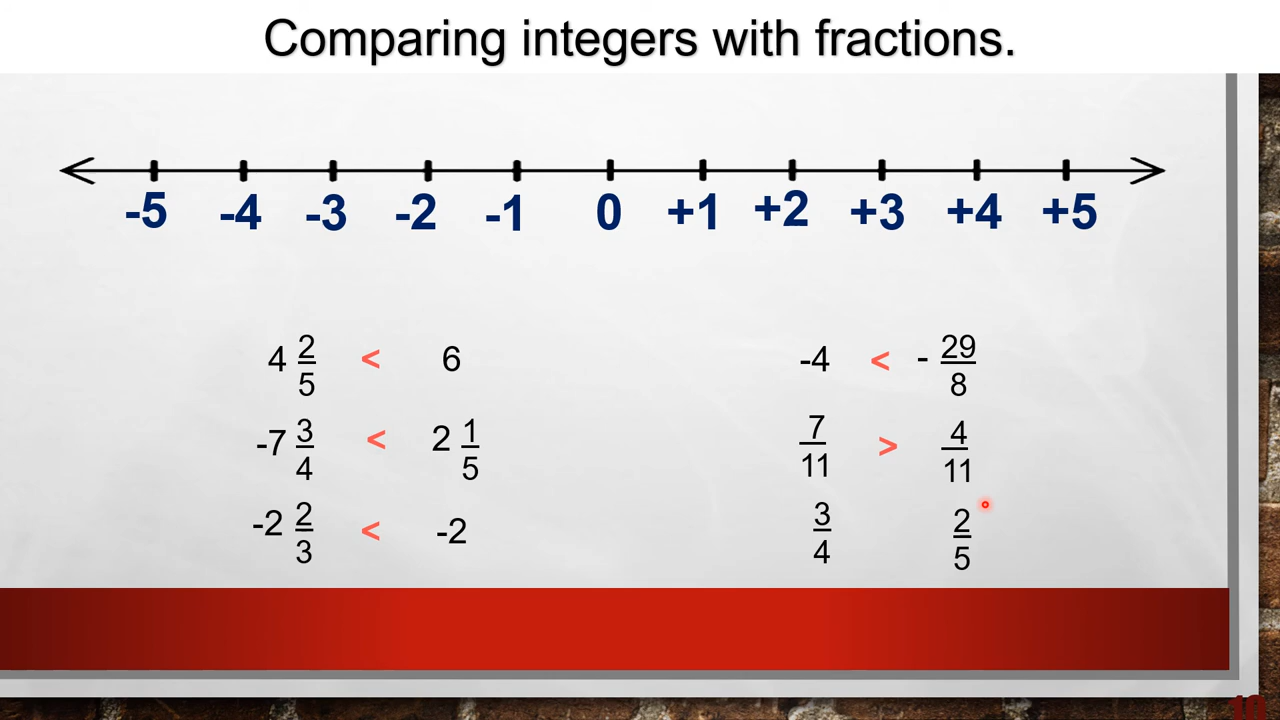 Comparing integers with fractions.
-5 -4 -3 -2 -1 0 +1 +2 +3 +4 +5
4 2/5 < 6
-7 3/4 < 2 1/5
-2 2/3 < -2
-4 < - 29/8
7/11 > 4/11
3/4 2/5
10